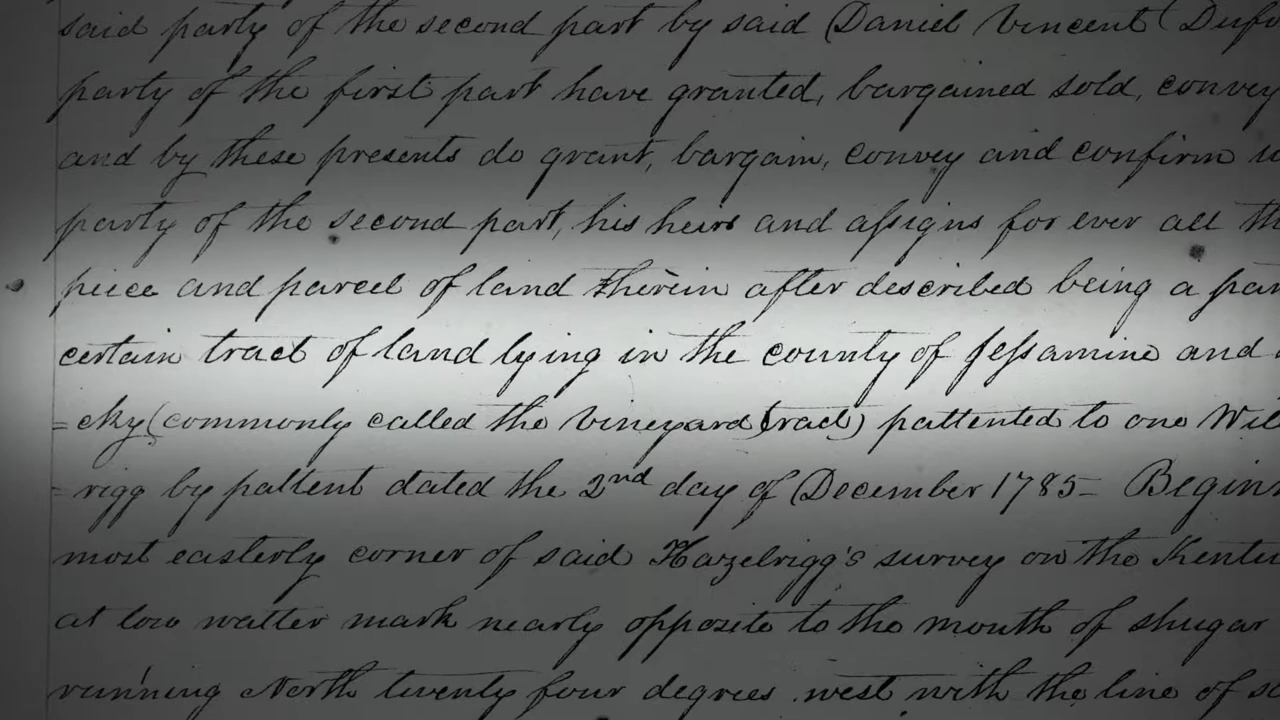 said party of the second part by said Daniel Vincent Dufo
party of the first part have granted, bargained sold, convey
and by these presents do grant, bargain, convey and confirm u
party of the second part, his heirs and assigns for ever all th
peice and parcel of land therein after described being a par
certain tract of land lying in the county of Jessamine and
=cky (commonly called the Vineyard tract) pattented to one Wil
=rigg by pattent dated the 2nd day of December 1785= Begin
most easterly corner of said Hazelrigg's survey on the Kentu
at low watter mark nearly opposite to the mouth of shugar
running North twenty four degrees west with the line of sa